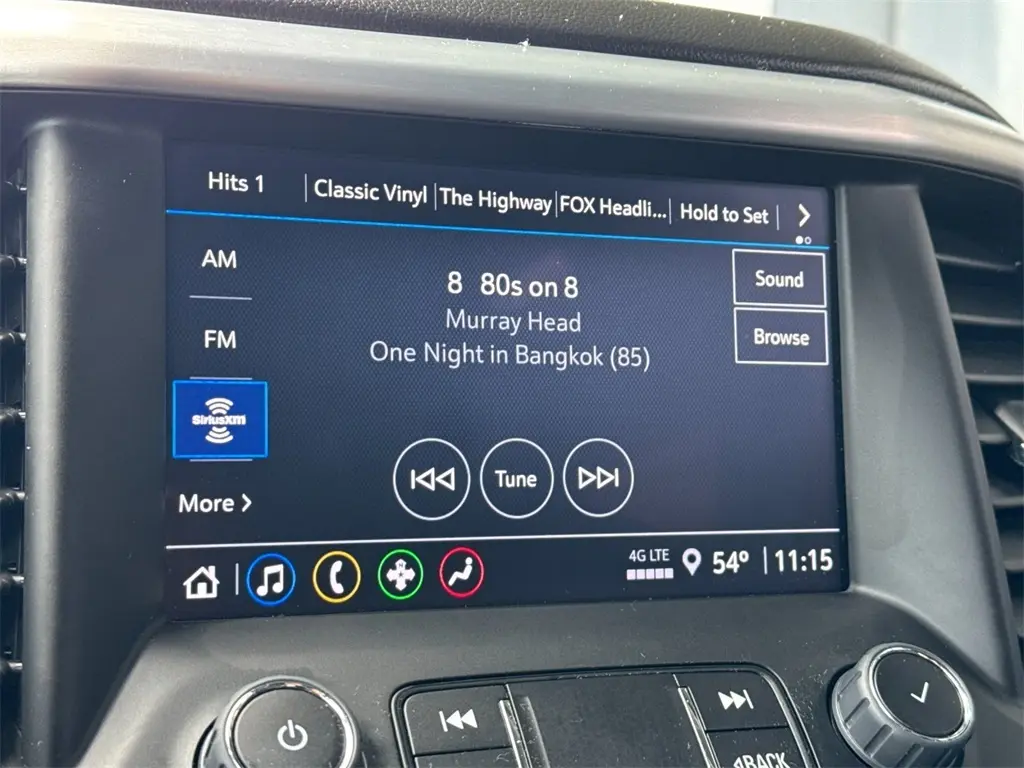 Hits 1
Classic Vinyl
The Highway
FOX Headli...
Hold to Set
AM
8 80s on 8
Sound
Murray Head
FM
One Night in Bangkok (85)
Browse
SiriusXM
Tune
More
4G LTE
54°
11:15
BACK